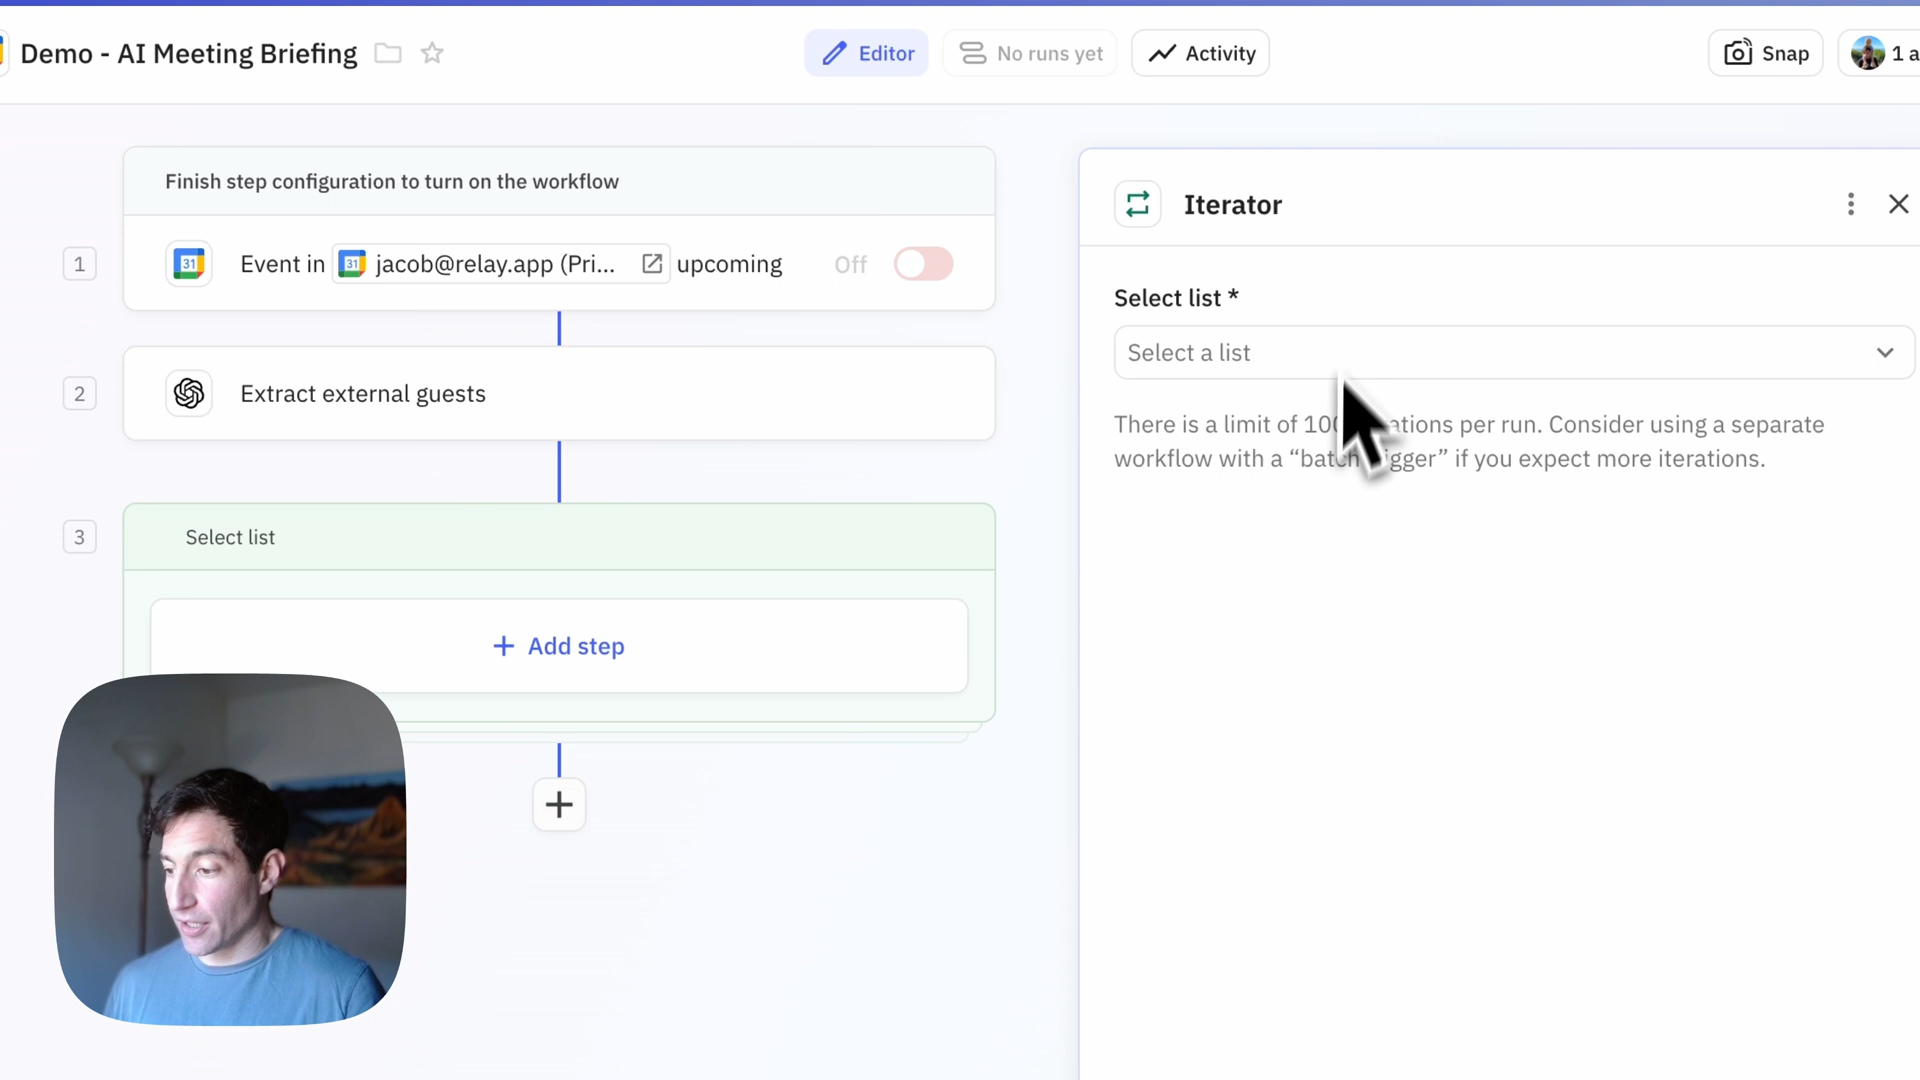 Demo - AI Meeting Briefing
Editor
No runs yet
Activity
Snap
1 a
Finish step configuration to turn on the workflow
1
31
Event in
31
jacob@relay.app (Pri...
upcoming
Off
2
Extract external guests
3
Select list
+ Add step
+
Iterator
Select list *
Select a list
There is a limit of 100 per run. Consider using a separate
workflow with a “batch if you expect more iterations.